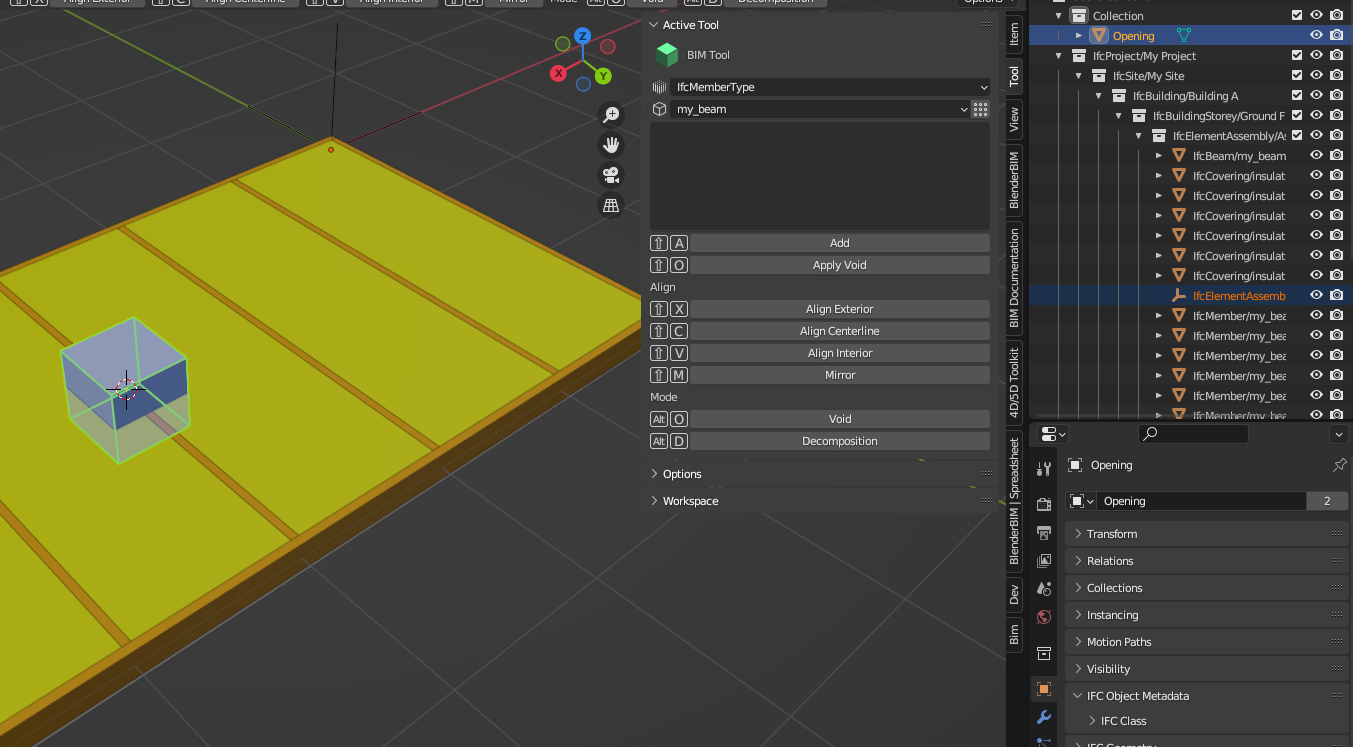 X Align Exterior C Align Centerline V Align Interior M Mirror Mode Alt O Void Alt D Decomposition Options
Active Tool
BIM Tool
IfcMemberType
my_beam
A Add
O Apply Void
Align
X Align Exterior
C Align Centerline
V Align Interior
M Mirror
Mode
Alt O Void
Alt D Decomposition
Options
Workspace
Z
X
Y
Item
Tool
View
BlenderBIM
BIM Documentation
4D/5D Toolkit
BlenderBIM | Spreadsheet
Dev
Bim
Collection
Opening
IfcProject/My Project
IfcSite/My Site
IfcBuilding/Building A
IfcBuildingStorey/Ground F
IfcElementAssembly/As
IfcBeam/my_beam
IfcCovering/insulat
IfcCovering/insulat
IfcCovering/insulat
IfcCovering/insulat
IfcCovering/insulat
IfcCovering/insulat
IfcElementAssemb
IfcMember/my_bea
IfcMember/my_bea
IfcMember/my_bea
IfcMember/my_bea
IfcMember/my_bea
IfcMember/my_bea
Opening
Opening 2
Transform
Relations
Collections
Instancing
Motion Paths
Visibility
IFC Object Metadata
IFC Class
IFC Geometry